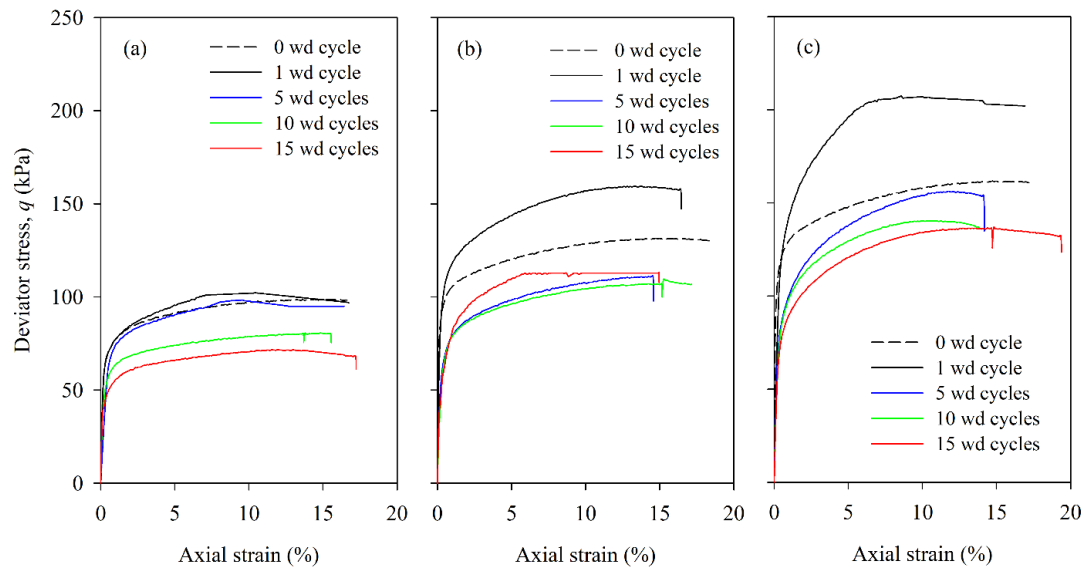 Deviator stress, q (kPa)
250
200
150
100
50
0
(a)
0 wd cycle
1 wd cycle
5 wd cycles
10 wd cycles
15 wd cycles
0 5 10 15 20
Axial strain (%)
(b)
0 wd cycle
1 wd cycle
5 wd cycles
10 wd cycles
15 wd cycles
0 5 10 15 20
Axial strain (%)
(c)
0 wd cycle
1 wd cycle
5 wd cycles
10 wd cycles
15 wd cycles
0 5 10 15 20
Axial strain (%)